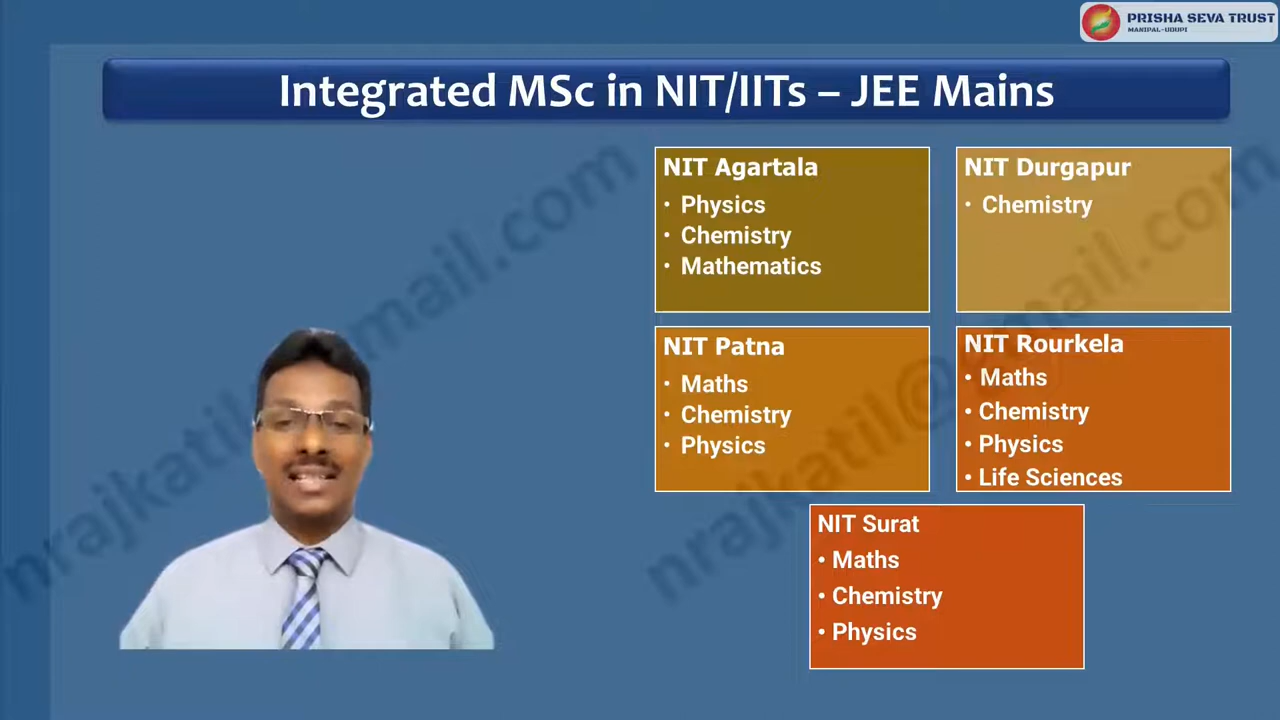 PRISHA SEVA TRUST
MANIPAL-UDUPI
Integrated MSc in NIT/IITs – JEE Mains
NIT Agartala
• Physics
• Chemistry
• Mathematics
NIT Durgapur
• Chemistry
NIT Patna
• Maths
• Chemistry
• Physics
NIT Rourkela
• Maths
• Chemistry
• Physics
• Life Sciences
NIT Surat
• Maths
• Chemistry
• Physics